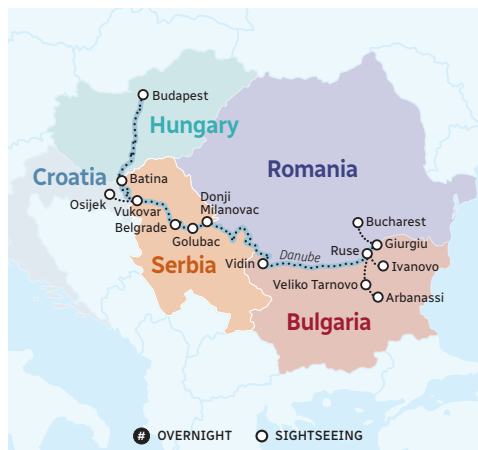 Budapest
Hungary
Croatia
Batina
Romania
Osijek
Vukovar
Donji
Milanovac
Belgrade
Golubac
Bucharest
Giurgiu
Ruse
Danube
Ivanovo
Serbia
Vidin
Veliko Tarnovo
Arbanassi
Bulgaria
# OVERNIGHT
SIGHTSEEING